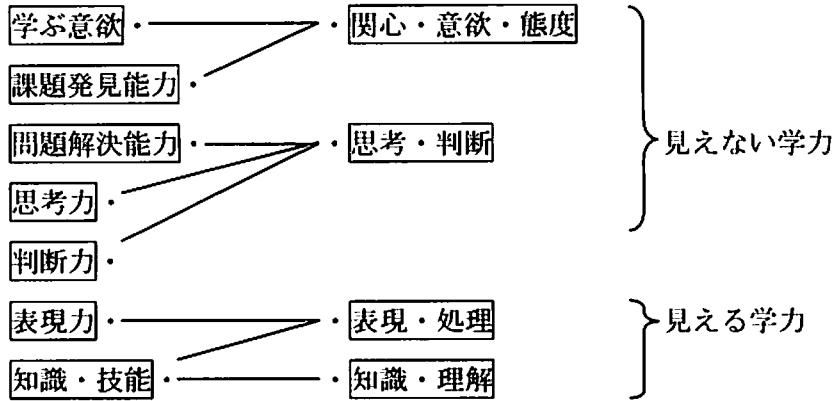 学ぶ意欲・ ・関心・意欲・態度
課題発見能力・
問題解決能力・ ・思考・判断
見えない学力
思考力・
判断力・
表現力・ ・表現・処理
見える学力
知識・技能・ ・知識・理解